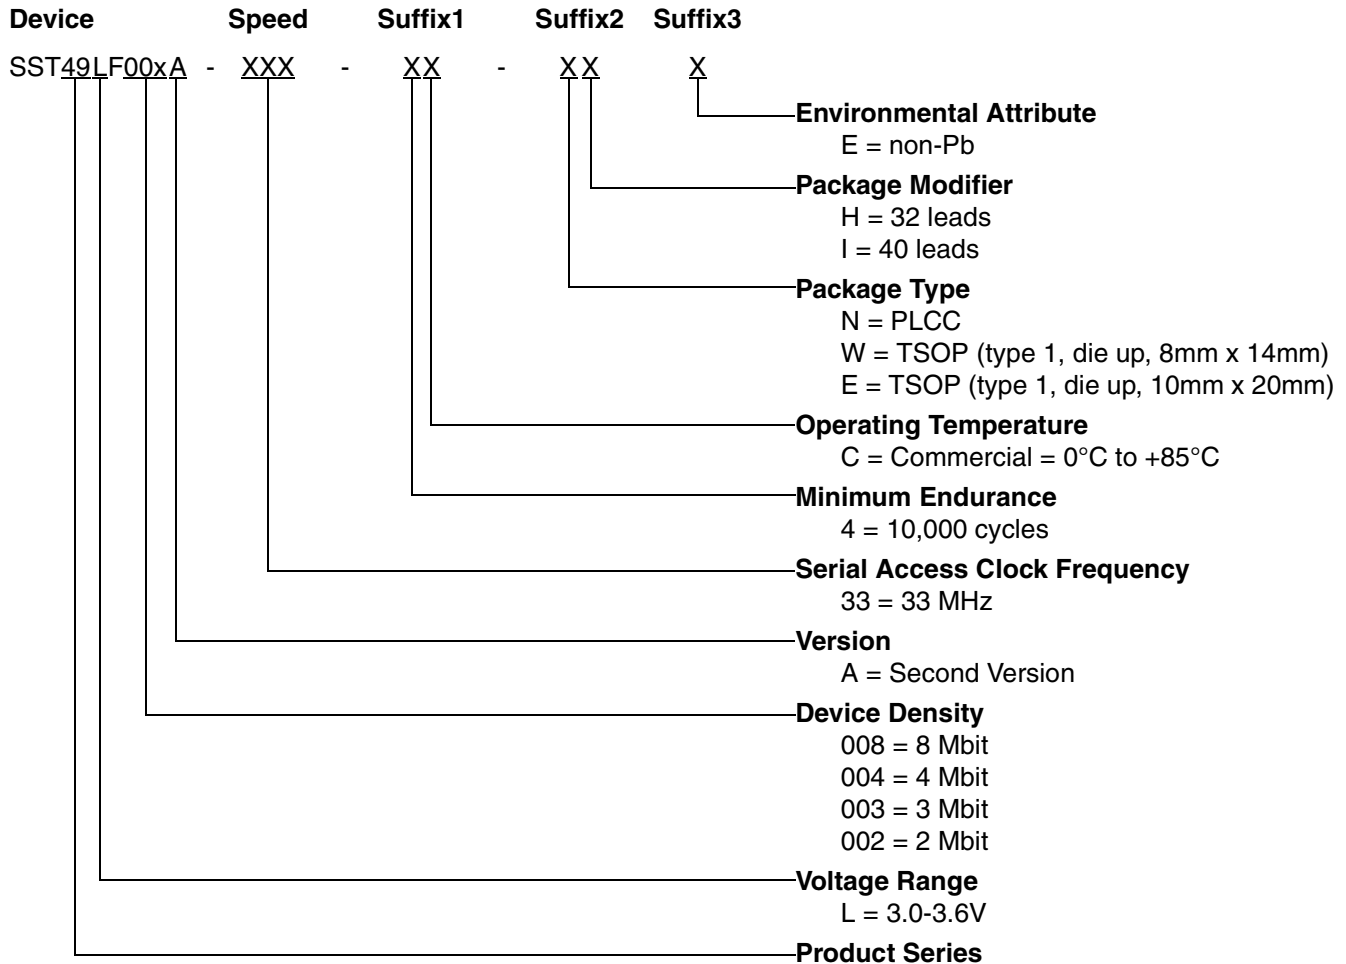 Device Speed Suffix1 Suffix2 Suffix3
SST49LF00xA - XXX - XX - XX X
Environmental Attribute
E = non-Pb
Package Modifier
H = 32 leads
I = 40 leads
Package Type
N = PLCC
W = TSOP (type 1, die up, 8mm x 14mm)
E = TSOP (type 1, die up, 10mm x 20mm)
Operating Temperature
C = Commercial = 0°C to +85°C
Minimum Endurance
4 = 10,000 cycles
Serial Access Clock Frequency
33 = 33 MHz
Version
A = Second Version
Device Density
008 = 8 Mbit
004 = 4 Mbit
003 = 3 Mbit
002 = 2 Mbit
Voltage Range
L = 3.0-3.6V
Product Series